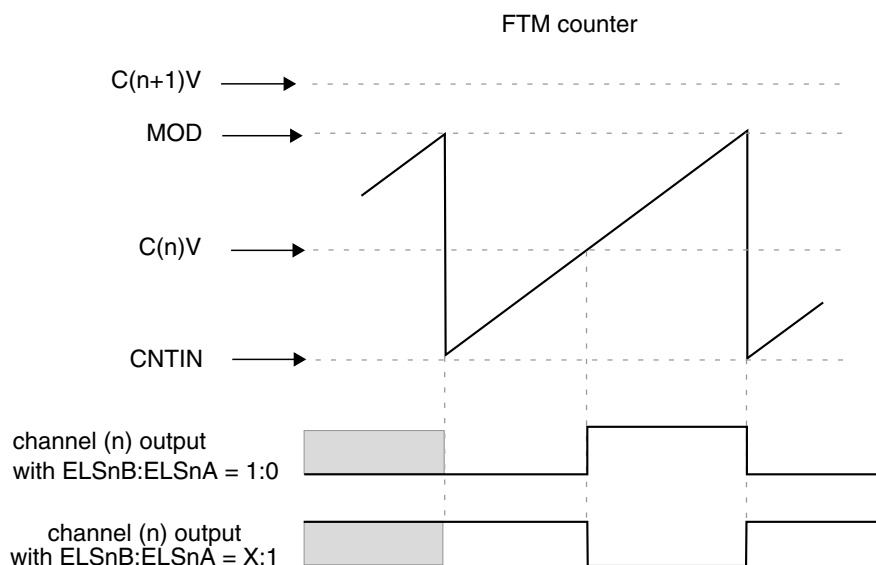 FTM counter
C(n+1)V
MOD
C(n)V
CNTIN
channel (n) output
with ELSnB:ELSnA = 1:0
channel (n) output
with ELSnB:ELSnA = X:1